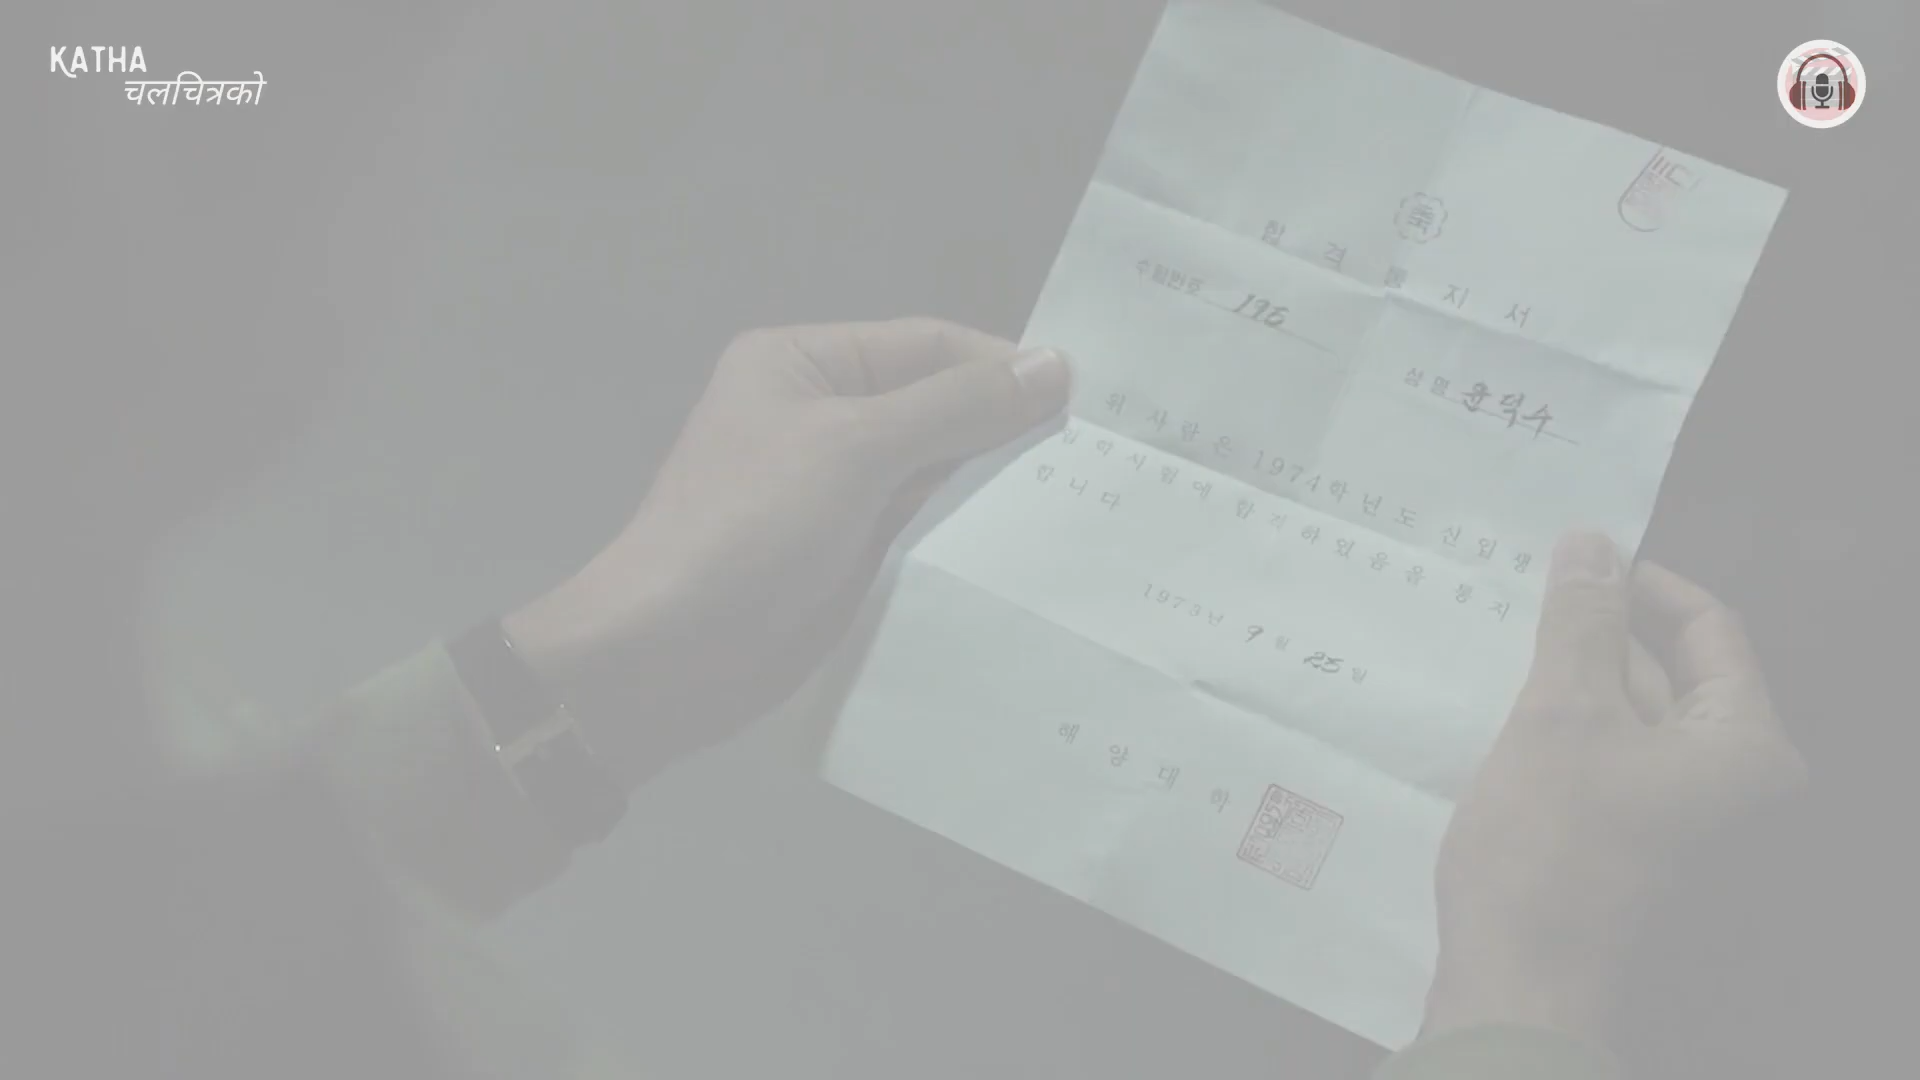 KATHA
चलचित्रको
합격통지서
수험번호 196
성명 윤덕수
위 사람은 1974학년도 신입생
입학시험에 합격하였음을 통지
합니다
1973년 9월 25일
해양대학